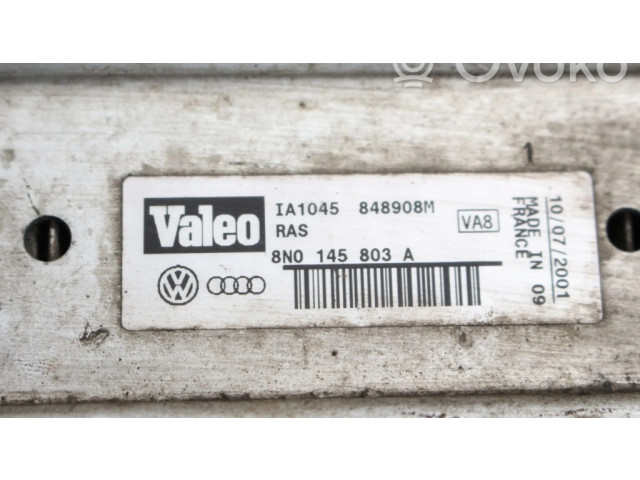 OVOKO
Valeo
IA1045 848908M
RAS
VA8
8N0 145 803 A
10/07/2001
MADE IN 09
FRANCE